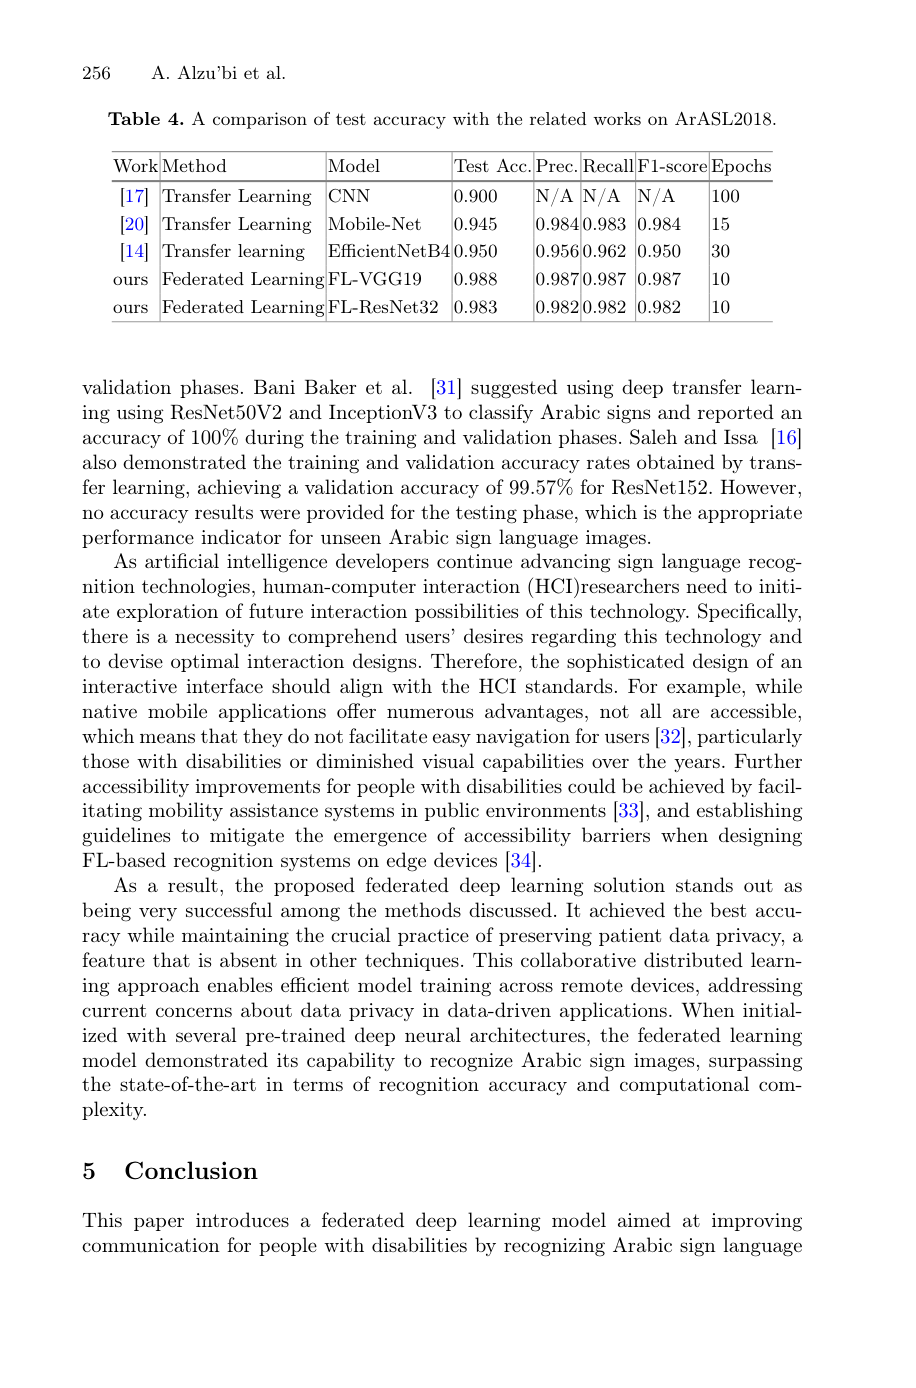 256 A. Alzu'bi et al.
Table 4. A comparison of test accuracy with the related works on ArASL2018.
Work Method Model Test Acc. Prec. Recall F1-score Epochs
[17] Transfer Learning CNN 0.900 N/A N/A N/A 100
[20] Transfer Learning Mobile-Net 0.945 0.984 0.983 0.984 15
[14] Transfer learning EfficientNetB4 0.950 0.956 0.962 0.950 30
ours Federated Learning FL-VGG19 0.988 0.987 0.987 0.987 10
ours Federated Learning FL-ResNet32 0.983 0.982 0.982 0.982 10
validation phases. Bani Baker et al. [31] suggested using deep transfer learn-
ing using ResNet50V2 and InceptionV3 to classify Arabic signs and reported an
accuracy of 100% during the training and validation phases. Saleh and Issa [16]
also demonstrated the training and validation accuracy rates obtained by trans-
fer learning, achieving a validation accuracy of 99.57% for ResNet152. However,
no accuracy results were provided for the testing phase, which is the appropriate
performance indicator for unseen Arabic sign language images.
As artificial intelligence developers continue advancing sign language recog-
nition technologies, human-computer interaction (HCI)researchers need to initi-
ate exploration of future interaction possibilities of this technology. Specifically,
there is a necessity to comprehend users' desires regarding this technology and
to devise optimal interaction designs. Therefore, the sophisticated design of an
interactive interface should align with the HCI standards. For example, while
native mobile applications offer numerous advantages, not all are accessible,
which means that they do not facilitate easy navigation for users [32], particularly
those with disabilities or diminished visual capabilities over the years. Further
accessibility improvements for people with disabilities could be achieved by facil-
itating mobility assistance systems in public environments [33], and establishing
guidelines to mitigate the emergence of accessibility barriers when designing
FL-based recognition systems on edge devices [34].
As a result, the proposed federated deep learning solution stands out as
being very successful among the methods discussed. It achieved the best accu-
racy while maintaining the crucial practice of preserving patient data privacy, a
feature that is absent in other techniques. This collaborative distributed learn-
ing approach enables efficient model training across remote devices, addressing
current concerns about data privacy in data-driven applications. When initial-
ized with several pre-trained deep neural architectures, the federated learning
model demonstrated its capability to recognize Arabic sign images, surpassing
the state-of-the-art in terms of recognition accuracy and computational com-
plexity.
5 Conclusion
This paper introduces a federated deep learning model aimed at improving
communication for people with disabilities by recognizing Arabic sign language